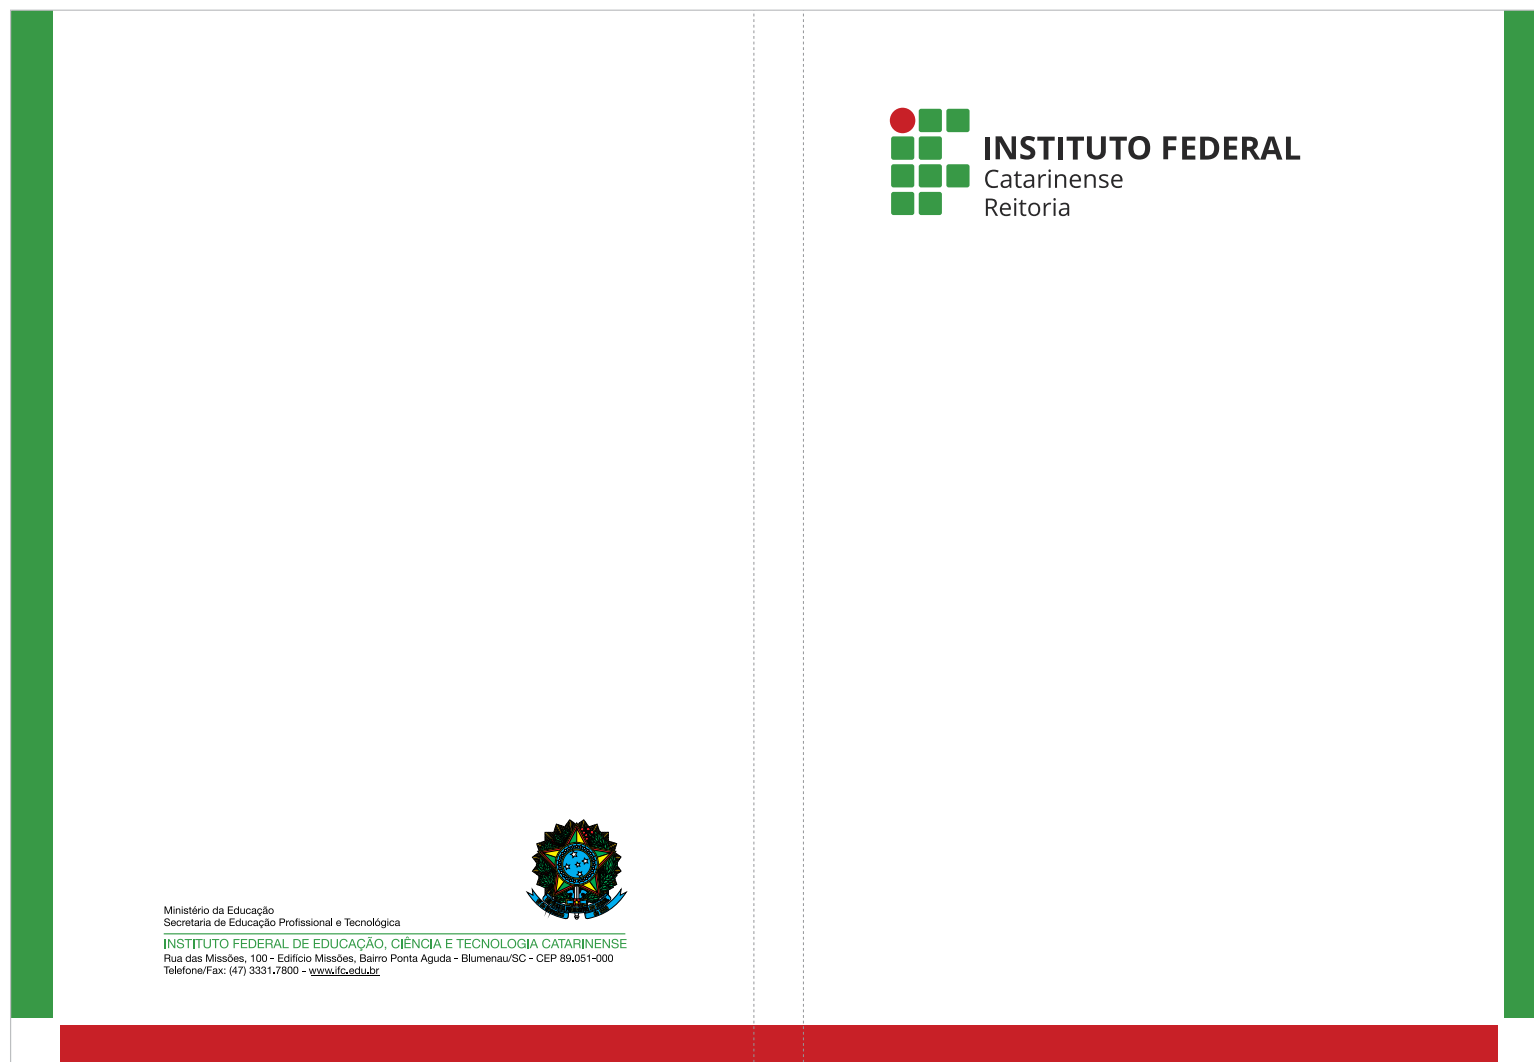 INSTITUTO FEDERAL
Catarinense
Reitoria
Ministério da Educação
Secretaria de Educação Profissional e Tecnológica
INSTITUTO FEDERAL DE EDUCAÇÃO, CIÊNCIA E TECNOLOGIA CATARINENSE
Rua das Missões, 100 - Edifício Missões, Bairro Ponta Aguda - Blumenau/SC - CEP 89.051-000
Telefone/Fax: (47) 3331.7800 - www.ifc.edu.br